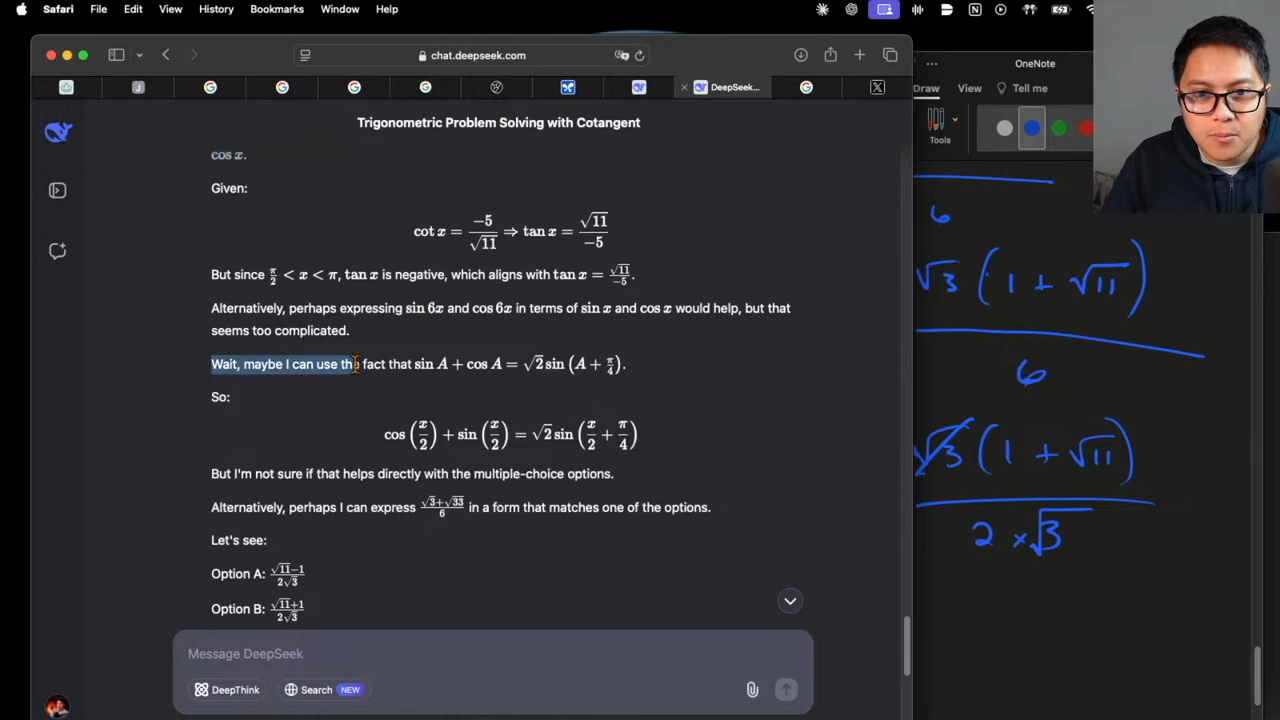 Safari File Edit View History Bookmarks Window Help
chat.deepseek.com
OneNote
J DeepSeek...
Draw View Tell me
Tools
Trigonometric Problem Solving with Cotangent
cos x.
Given:
cot x = -5/√11 ⇒ tan x = √11/-5
But since π/2 < x < π, tan x is negative, which aligns with tan x = √11/-5.
Alternatively, perhaps expressing sin 6x and cos 6x in terms of sin x and cos x would help, but that
seems too complicated.
Wait, maybe I can use the fact that sin A + cos A = √2 sin (A + π/4).
So:
cos (x/2) + sin (x/2) = √2 sin (x/2 + π/4)
But I'm not sure if that helps directly with the multiple-choice options.
Alternatively, perhaps I can express √3+√33/6 in a form that matches one of the options.
Let's see:
Option A: √11−1/2√3
Option B: √11+1/2√3
Message DeepSeek
DeepThink Search NEW
6
√3 (1 + √11)
6
√3 (1 + √11)
2 × √3